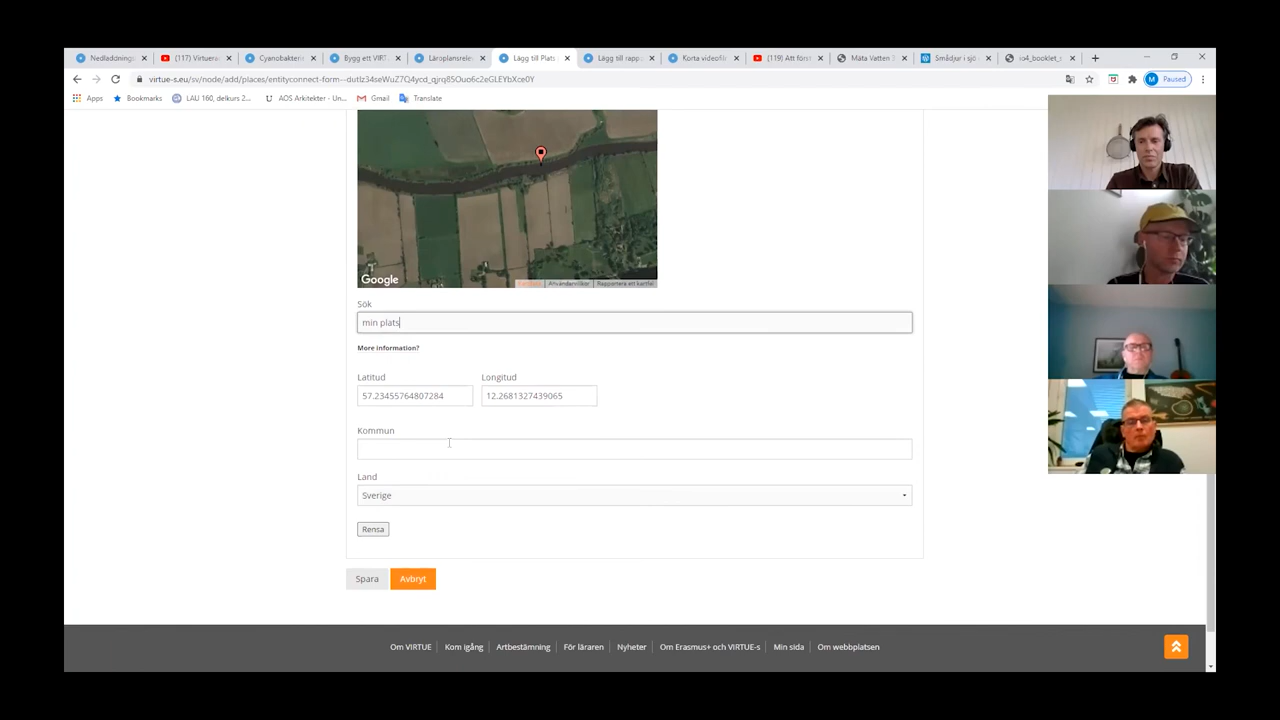 Nedladdnings
(117) Virtuera
Cyanobakteri
Bygg ett VIRT
Läroplansrele
Lägg till Plats
Lägg till rapp
Korta videofil
(119) Att först
Mäta Vatten 3
Smådjur i sjö
io4_booklet_s
virtue-s.eu/sv/node/add/places/entityconnect-form--dutlz34seWuZ7Q4ycd_qjrq85Ouo6c2eGLEYbXce0Y
M Paused
Apps Bookmarks LAU 160, delkurs 2... AOS Arkitekter - Un... Gmail Translate
Google
Användarvillkor Rapportera ett kartfel
Sök
min plats
More information?
Latitud Longitud
57.23455764807284 12.2681327439065
Kommun
Land
Sverige
Rensa
Spara Avbryt
Om VIRTUE Kom igång Artbestämning För läraren Nyheter Om Erasmus+ och VIRTUE-s Min sida Om webbplatsen